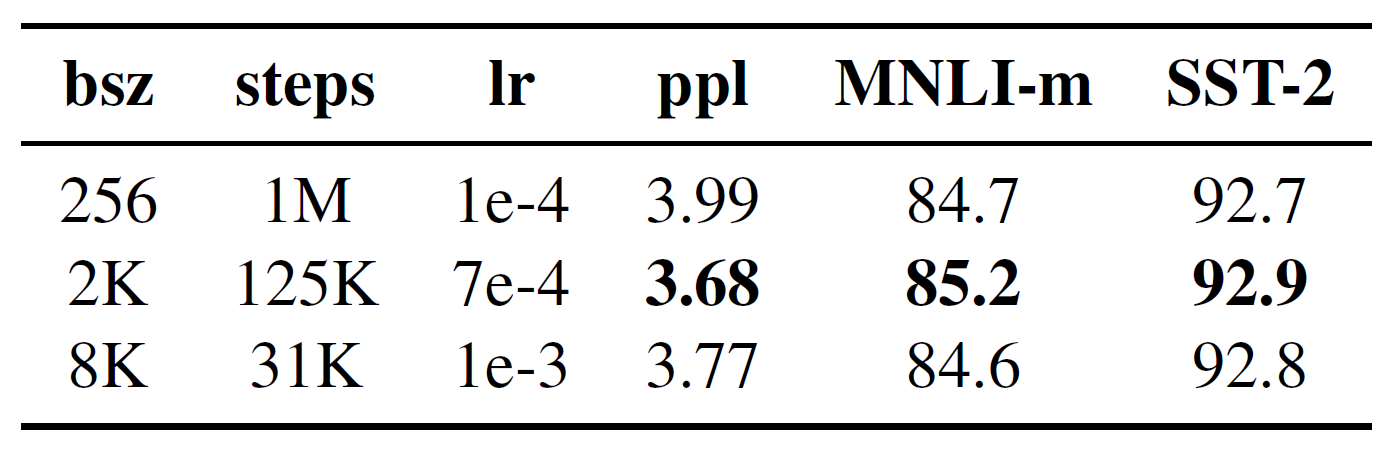 bsz steps lr ppl MNLI-m SST-2
256 1M 1e-4 3.99 84.7 92.7
2K 125K 7e-4 3.68 85.2 92.9
8K 31K 1e-3 3.77 84.6 92.8